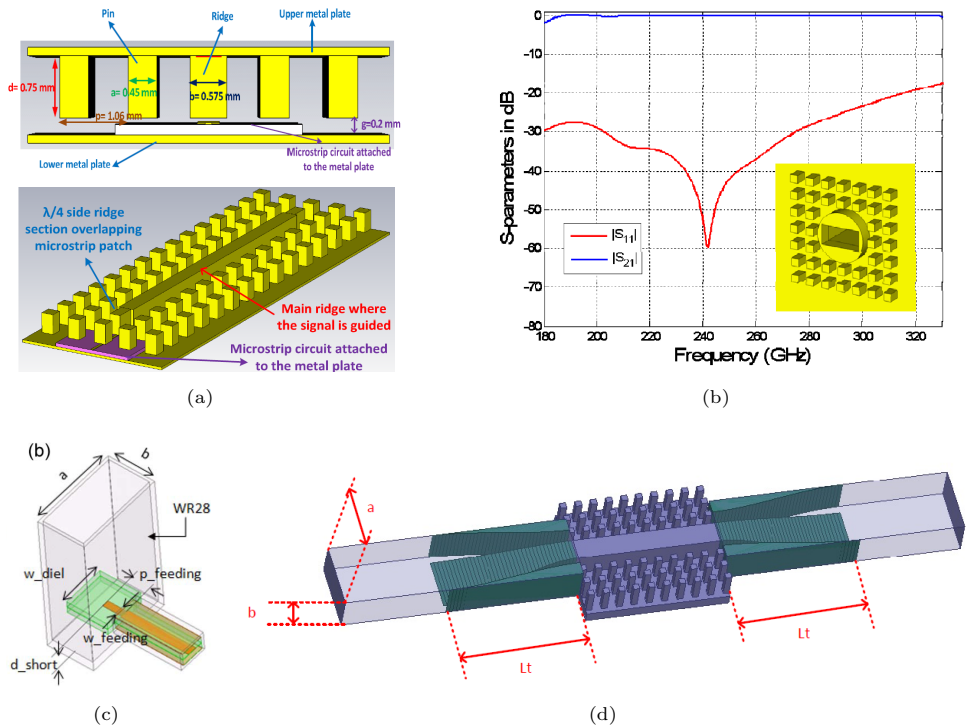 Pin
Ridge
Upper metal plate
d= 0.75 mm
a= 0.45 mm
b= 0.575 mm
p= 1.06 mm
g=0.2 mm
Lower metal plate
Microstrip circuit attached
to the metal plate
λ/4 side ridge
section overlapping
microstrip patch
Main ridge where
the signal is guided
Microstrip circuit attached
to the metal plate
(a)
S-parameters in dB
0
-10
-20
-30
-40
-50
-60
-70
-80
|S11|
|S21|
180 200 220 240 260 280 300 320
Frequency (GHz)
(b)
(b)
a
b
WR28
w_diel
p_feeding
w_feeding
d_short
(c)
a
b
Lt
Lt
(d)